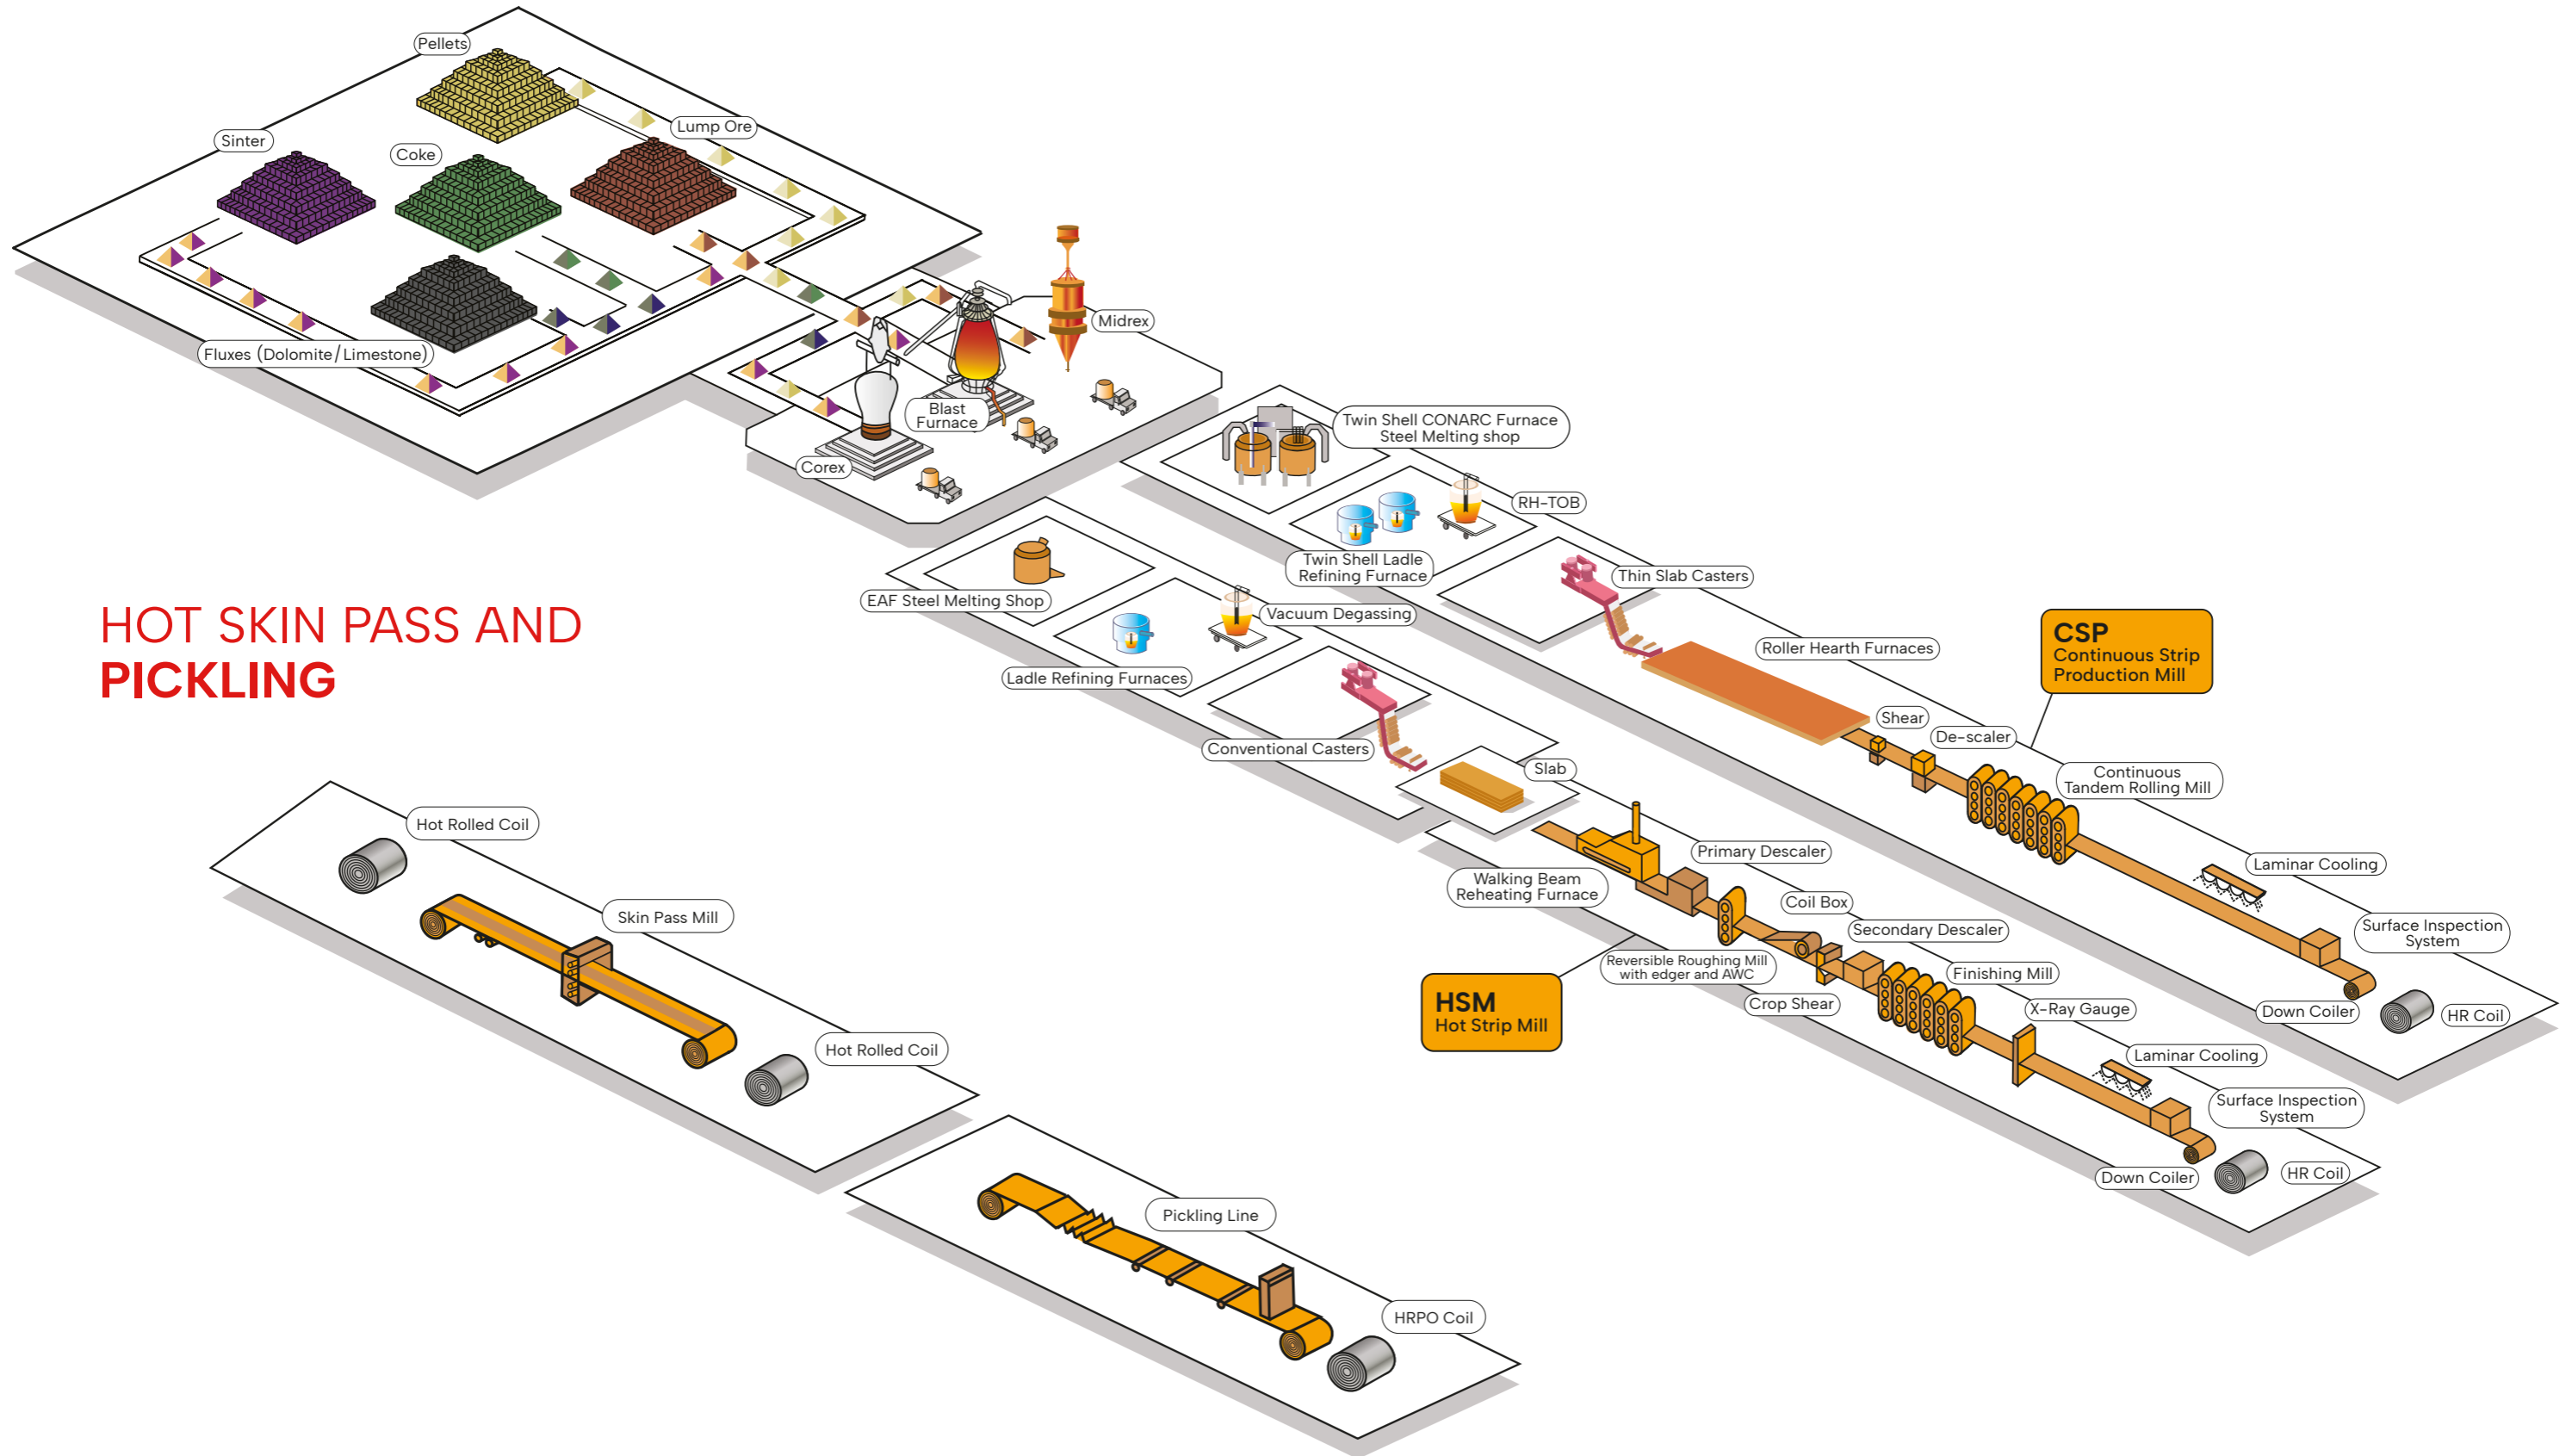 Pellets
Lump Ore
Sinter
Coke
Fluxes (Dolomite/Limestone)
Midrex
Blast
Furnace
Corex
Twin Shell CONARC Furnace
Steel Melting shop
RH-TOB
Twin Shell Ladle
Refining Furnace
Thin Slab Casters
Roller Hearth Furnaces
CSP
Continuous Strip
Production Mill
Shear
De-scaler
Continuous
Tandem Rolling Mill
Laminar Cooling
Surface Inspection
System
Down Coiler
HR Coil
EAF Steel Melting Shop
Vacuum Degassing
Ladle Refining Furnaces
Conventional Casters
Slab
Primary Descaler
Walking Beam
Reheating Furnace
Coil Box
Secondary Descaler
Reversible Roughing Mill
with edger and AWC
Crop Shear
Finishing Mill
X-Ray Gauge
HSM
Hot Strip Mill
Laminar Cooling
Surface Inspection
System
Down Coiler
HR Coil
HOT SKIN PASS AND
PICKLING
Hot Rolled Coil
Skin Pass Mill
Hot Rolled Coil
Pickling Line
HRPO Coil